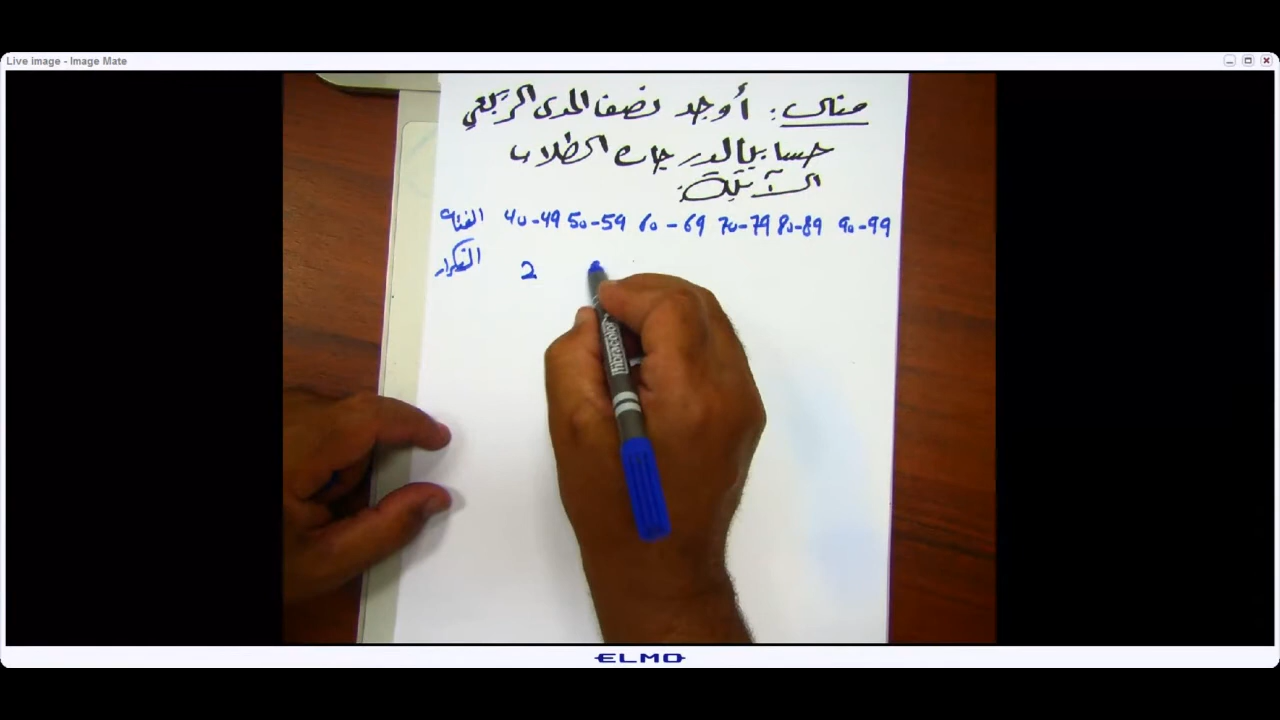 Live image - Image Mate
مثال: أوجد نصف المدى الربيعي
حسابياً لدرجات الطلاب
الآتية:
الفئة 40-49 50-59 60-69 70-79 80-89 90-99
التكرار 2
fibracolor
ELMO